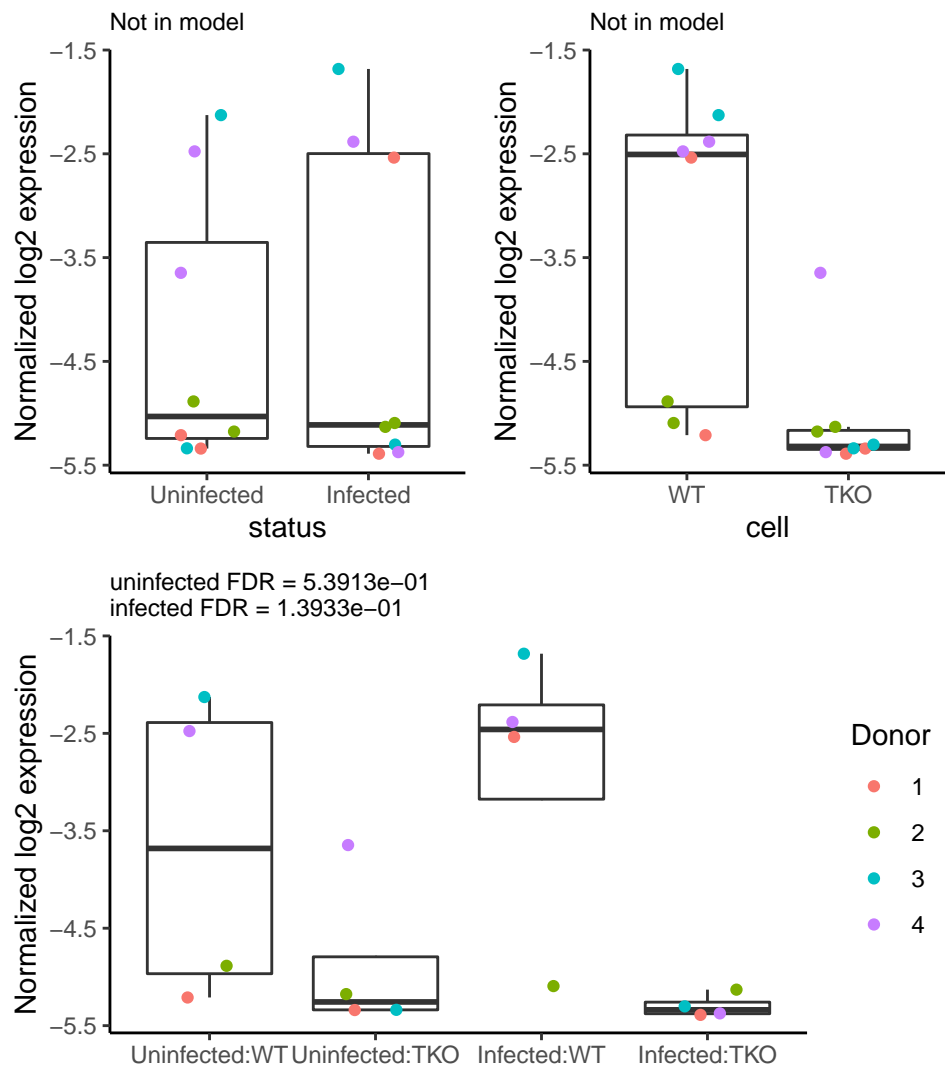 Not in model
Normalized log2 expression
−1.5
−2.5
−3.5
−4.5
−5.5
Uninfected Infected
status
Not in model
Normalized log2 expression
−1.5
−2.5
−3.5
−4.5
−5.5
WT TKO
cell
uninfected FDR = 5.3913e−01
infected FDR = 1.3933e−01
Normalized log2 expression
−1.5
−2.5
−3.5
−4.5
−5.5
Uninfected:WT Uninfected:TKO Infected:WT Infected:TKO
Donor
1
2
3
4